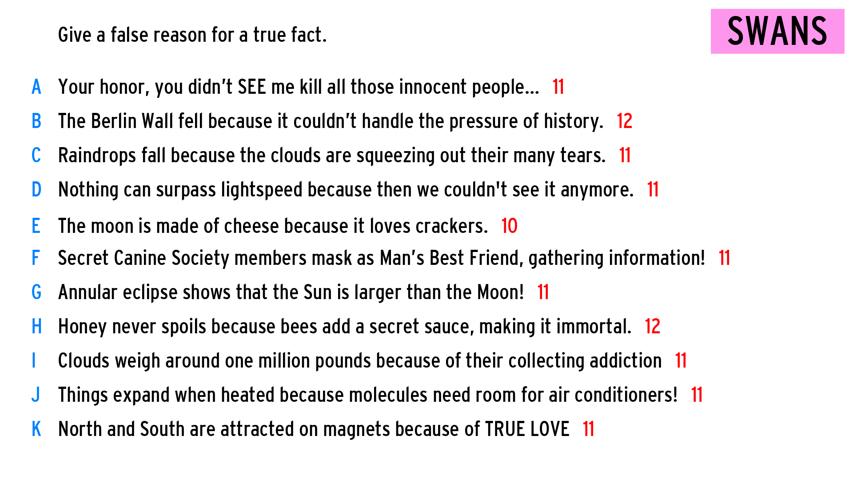 Give a false reason for a true fact.
SWANS
A Your honor, you didn't SEE me kill all those innocent people... 11
B The Berlin Wall fell because it couldn't handle the pressure of history. 12
C Raindrops fall because the clouds are squeezing out their many tears. 11
D Nothing can surpass lightspeed because then we couldn't see it anymore. 11
E The moon is made of cheese because it loves crackers. 10
F Secret Canine Society members mask as Man's Best Friend, gathering information! 11
G Annular eclipse shows that the Sun is larger than the Moon! 11
H Honey never spoils because bees add a secret sauce, making it immortal. 12
I Clouds weigh around one million pounds because of their collecting addiction 11
J Things expand when heated because molecules need room for air conditioners! 11
K North and South are attracted on magnets because of TRUE LOVE 11